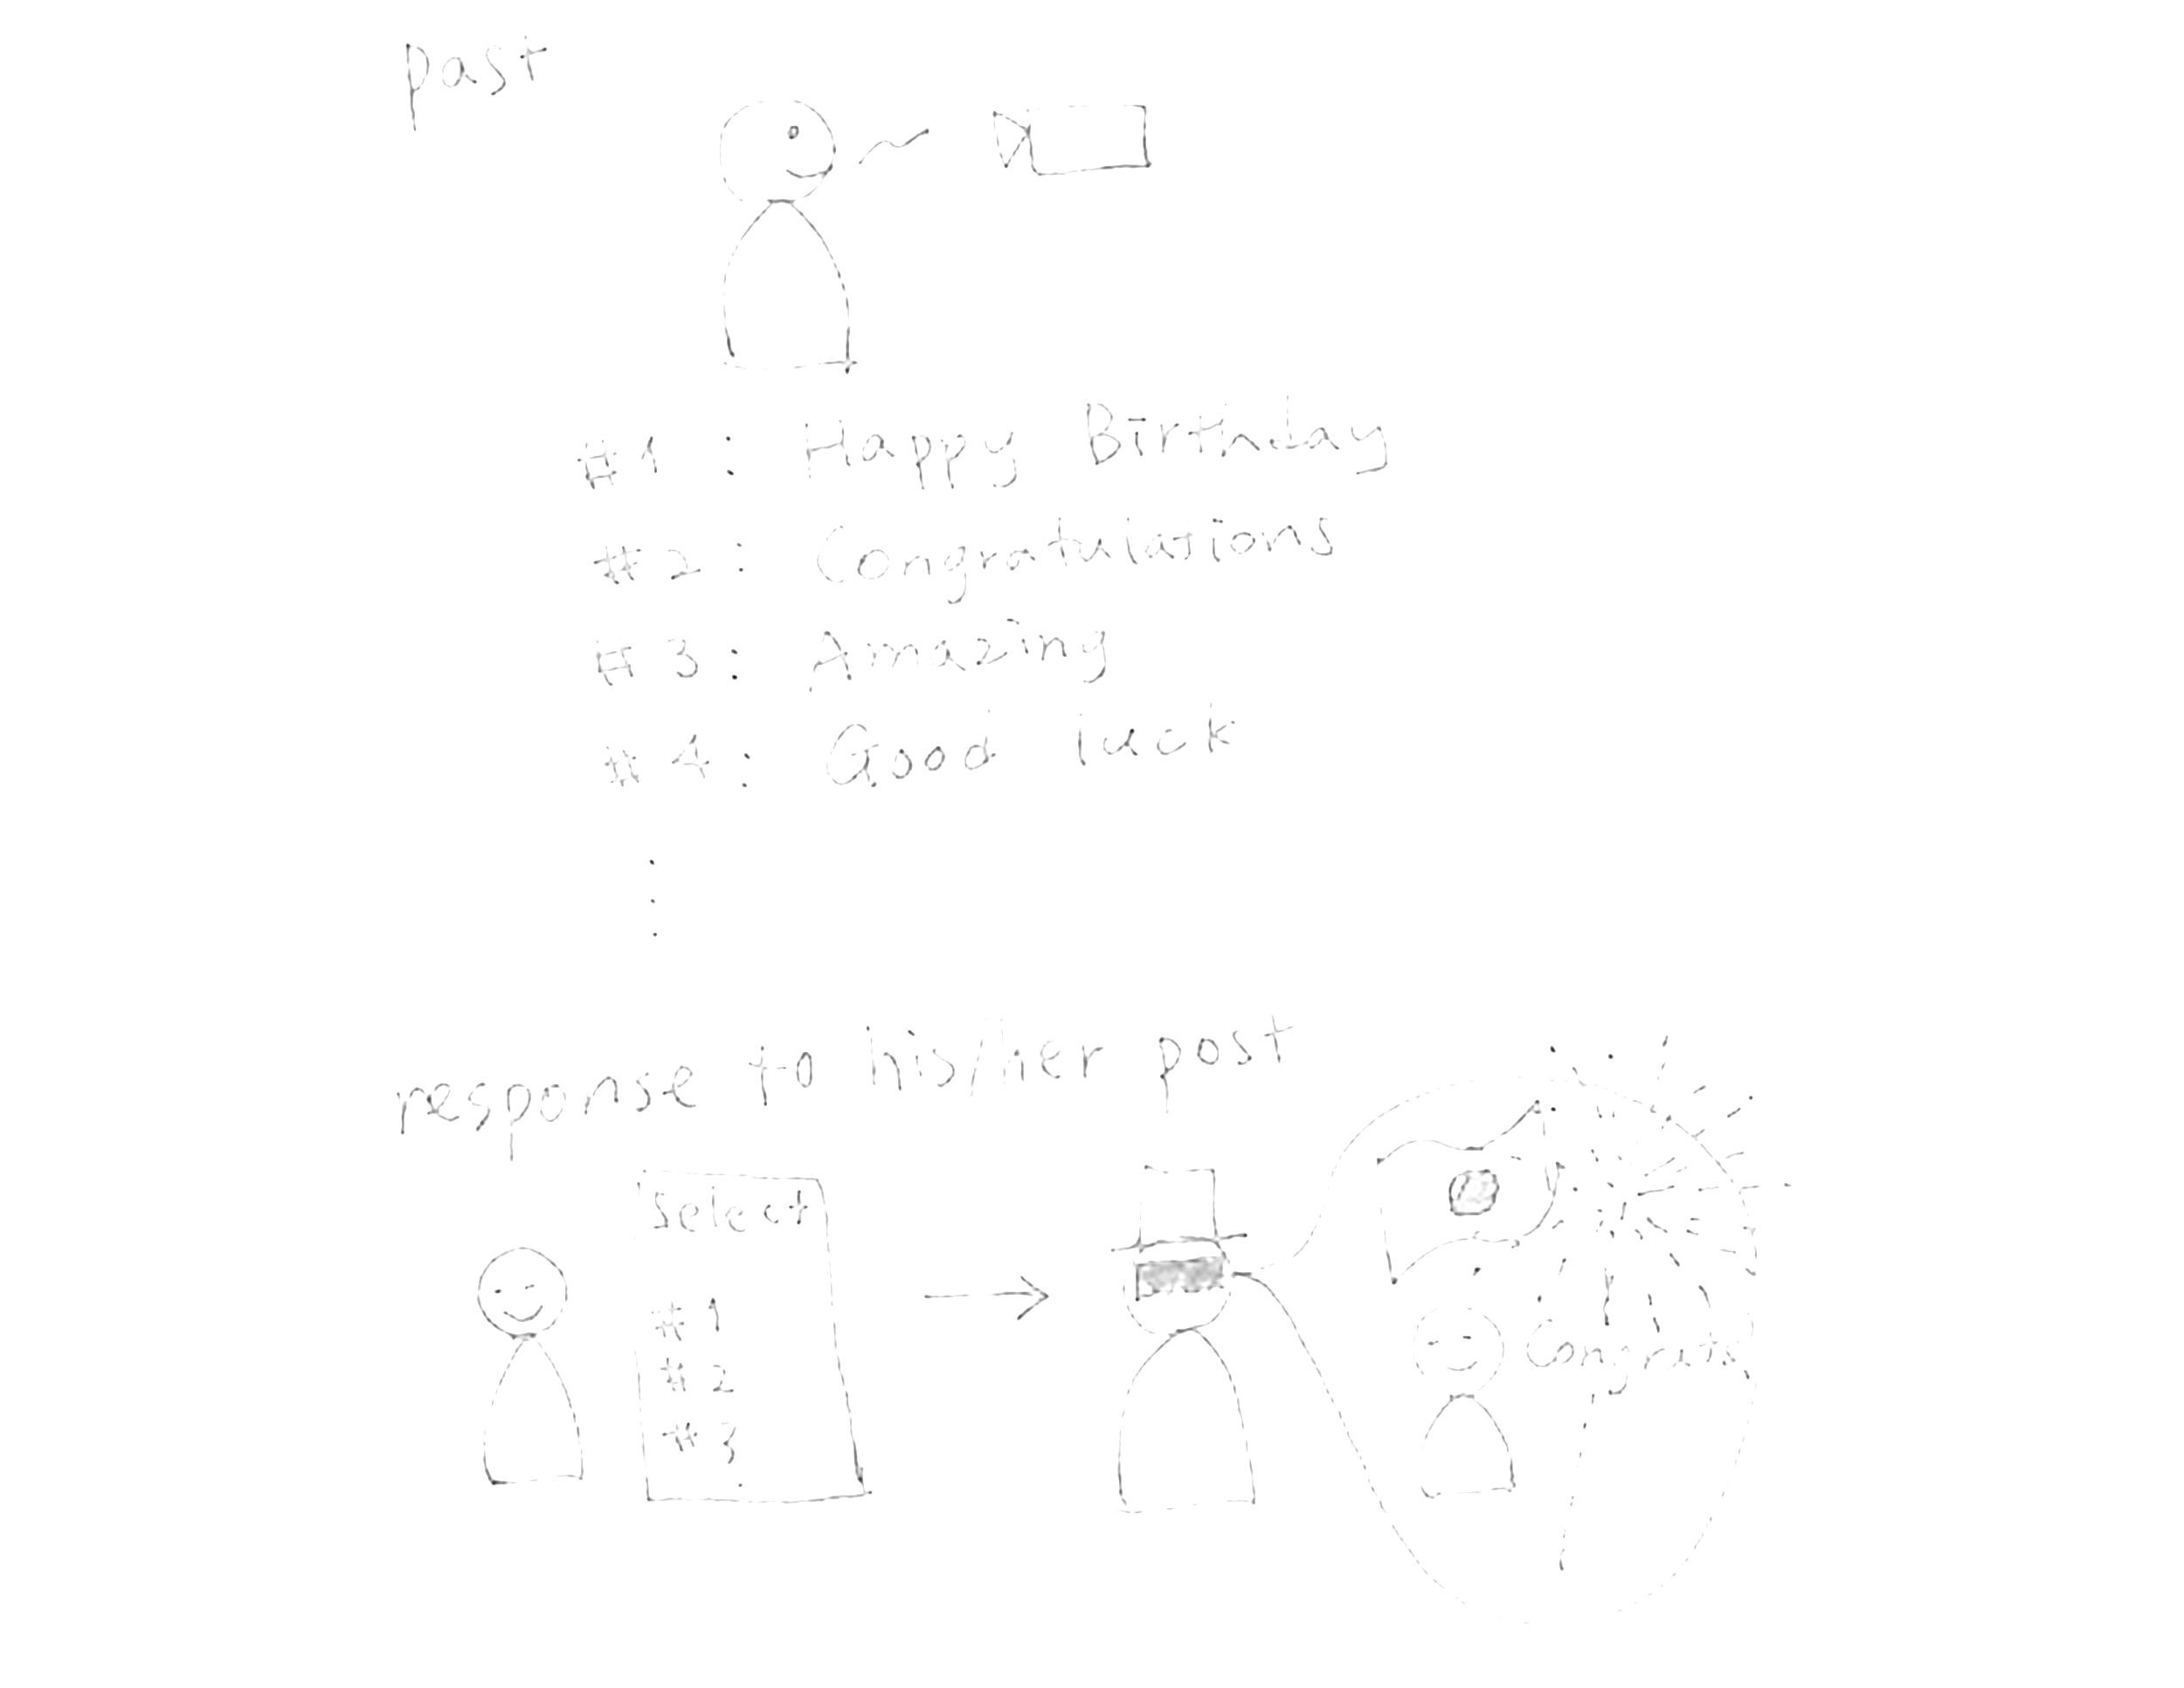 past
#1 : Happy Birthday
#2 : Congratulations
#3 : Amazing
#4 : Good luck
response to his/her post
Select
#1
#2
#3
Congrats